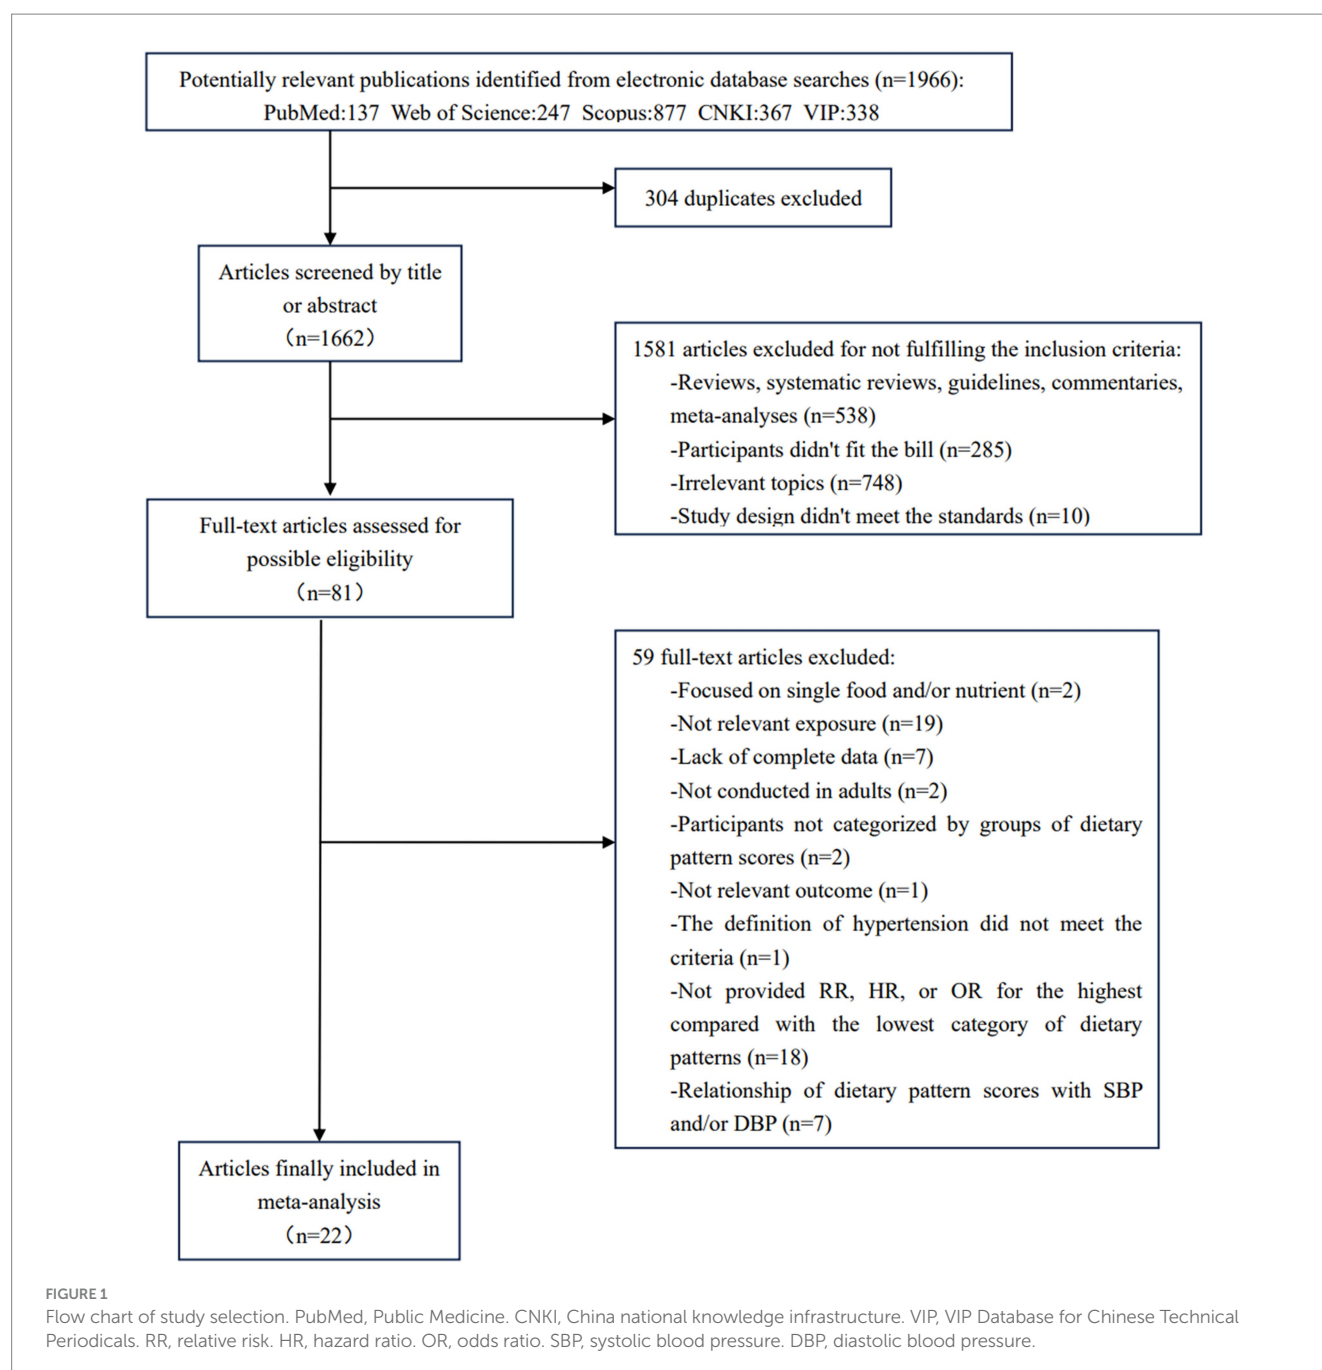 Potentially relevant publications identified from electronic database searches (n=1966):
PubMed:137 Web of Science:247 Scopus:877 CNKI:367 VIP:338
304 duplicates excluded
Articles screened by title
or abstract
（n=1662）
1581 articles excluded for not fulfilling the inclusion criteria:
-Reviews, systematic reviews, guidelines, commentaries,
meta-analyses (n=538)
-Participants didn't fit the bill (n=285)
-Irrelevant topics (n=748)
-Study design didn't meet the standards (n=10)
Full-text articles assessed for
possible eligibility
（n=81）
59 full-text articles excluded:
-Focused on single food and/or nutrient (n=2)
-Not relevant exposure (n=19)
-Lack of complete data (n=7)
-Not conducted in adults (n=2)
-Participants not categorized by groups of dietary
pattern scores (n=2)
-Not relevant outcome (n=1)
-The definition of hypertension did not meet the
criteria (n=1)
-Not provided RR, HR, or OR for the highest
compared with the lowest category of dietary
patterns (n=18)
-Relationship of dietary pattern scores with SBP
and/or DBP (n=7)
Articles finally included in
meta-analysis
（n=22）
FIGURE 1
Flow chart of study selection. PubMed, Public Medicine. CNKI, China national knowledge infrastructure. VIP, VIP Database for Chinese Technical
Periodicals. RR, relative risk. HR, hazard ratio. OR, odds ratio. SBP, systolic blood pressure. DBP, diastolic blood pressure.